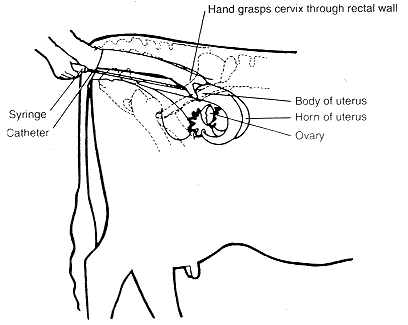 Hand grasps cervix through rectal wall
Body of uterus
Horn of uterus
Ovary
Syringe
Catheter